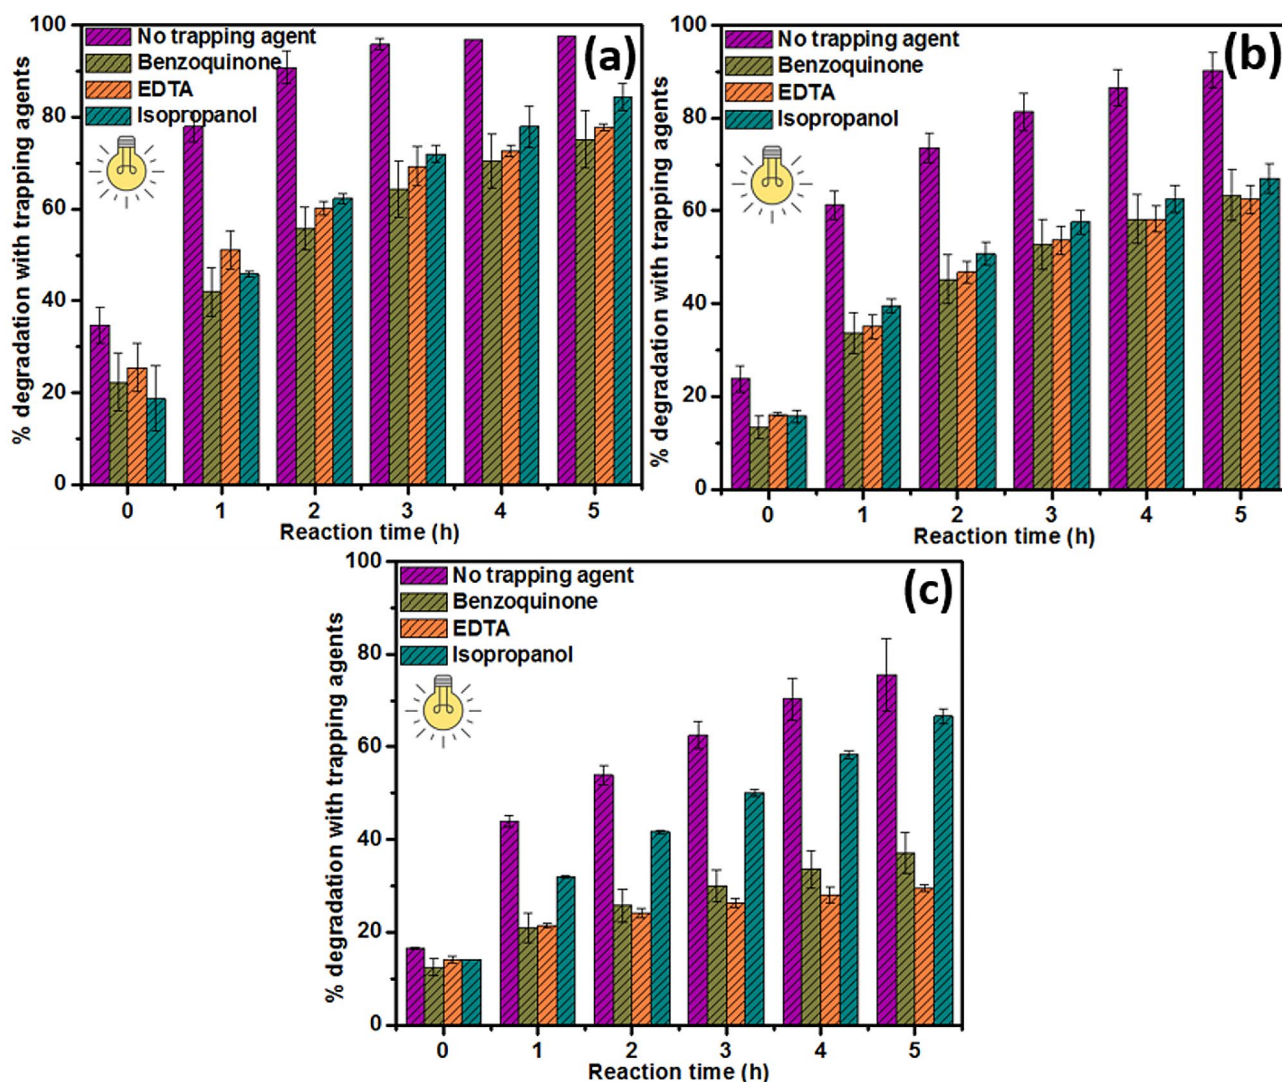 % degradation with trapping agents
100
80
60
40
20
0
No trapping agent
Benzoquinone
EDTA
Isopropanol
(a)
0 1 2 3 4 5
Reaction time (h)
% degradation with trapping agents
100
80
60
40
20
0
No trapping agent
Benzoquinone
EDTA
Isopropanol
(b)
0 1 2 3 4 5
Reaction time (h)
% degradation with trapping agents
100
80
60
40
20
0
No trapping agent
Benzoquinone
EDTA
Isopropanol
(c)
0 1 2 3 4 5
Reaction time (h)